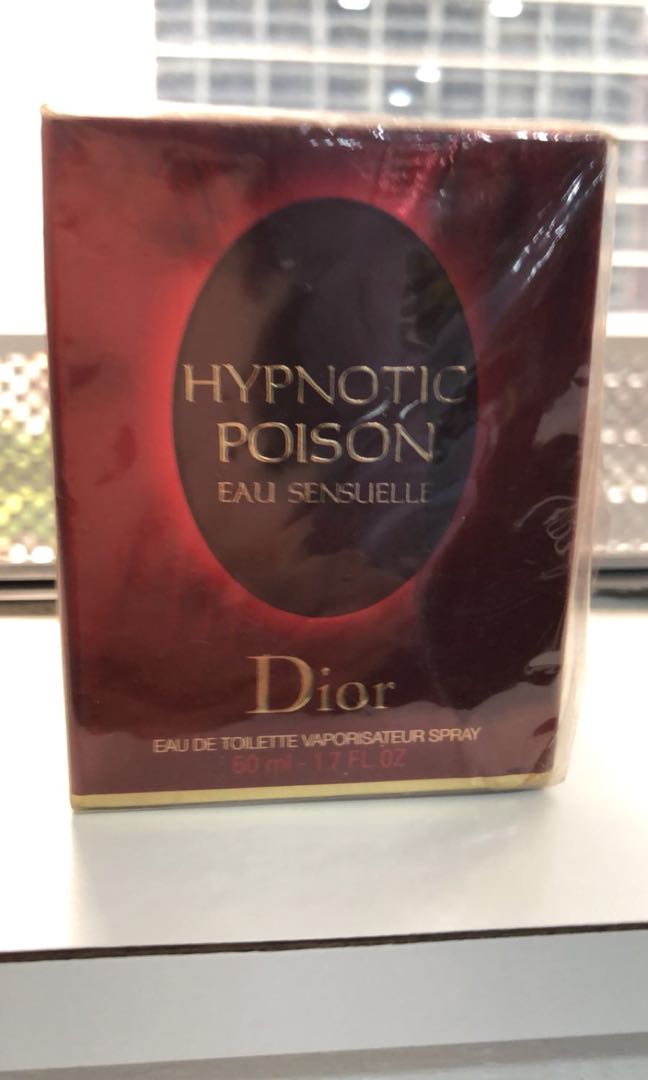 HYPNOTIC
POISON
EAU SENSUELLE
Dior
EAU DE TOILETTE VAPORISATEUR SPRAY
50 ml - 1.7 FL. OZ